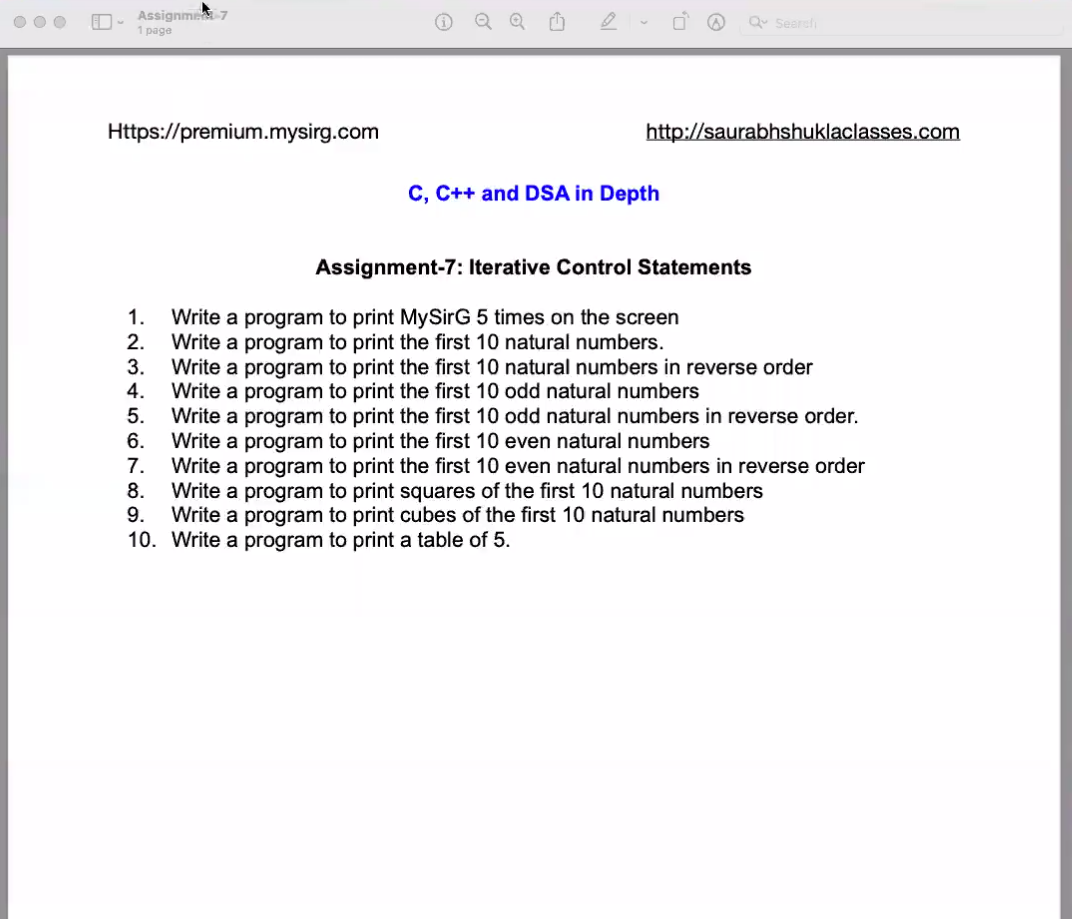 Assignment-7
1 page
Search
Https://premium.mysirg.com http://saurabhshuklaclasses.com
C, C++ and DSA in Depth
Assignment-7: Iterative Control Statements
1. Write a program to print MySirG 5 times on the screen
2. Write a program to print the first 10 natural numbers.
3. Write a program to print the first 10 natural numbers in reverse order
4. Write a program to print the first 10 odd natural numbers
5. Write a program to print the first 10 odd natural numbers in reverse order.
6. Write a program to print the first 10 even natural numbers
7. Write a program to print the first 10 even natural numbers in reverse order
8. Write a program to print squares of the first 10 natural numbers
9. Write a program to print cubes of the first 10 natural numbers
10. Write a program to print a table of 5.